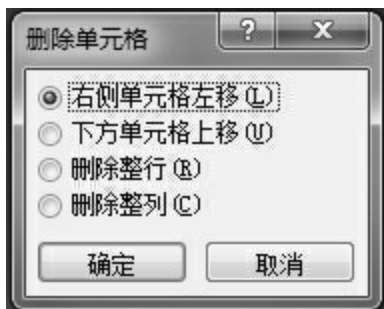 删除单元格
右侧单元格左移(L)
下方单元格上移(U)
删除整行(R)
删除整列(C)
确定 取消